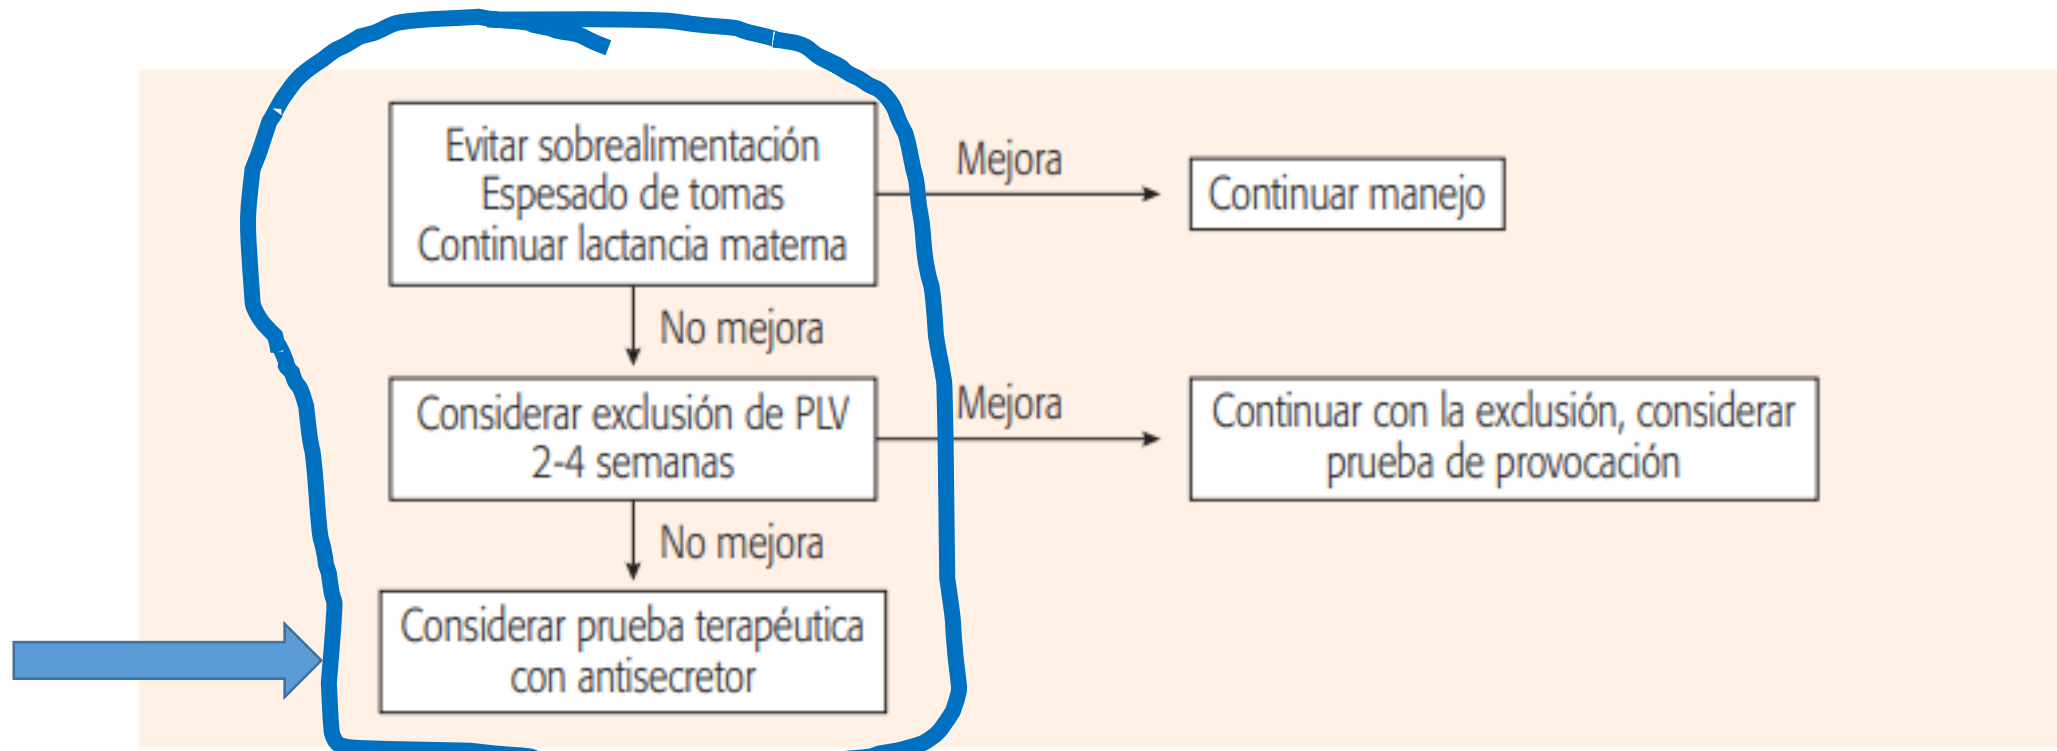 Evitar sobrealimentación
Espesado de tomas
Continuar lactancia materna
Mejora
Continuar manejo
No mejora
Considerar exclusión de PLV
2-4 semanas
Mejora
Continuar con la exclusión, considerar
prueba de provocación
No mejora
Considerar prueba terapéutica
con antisecretor